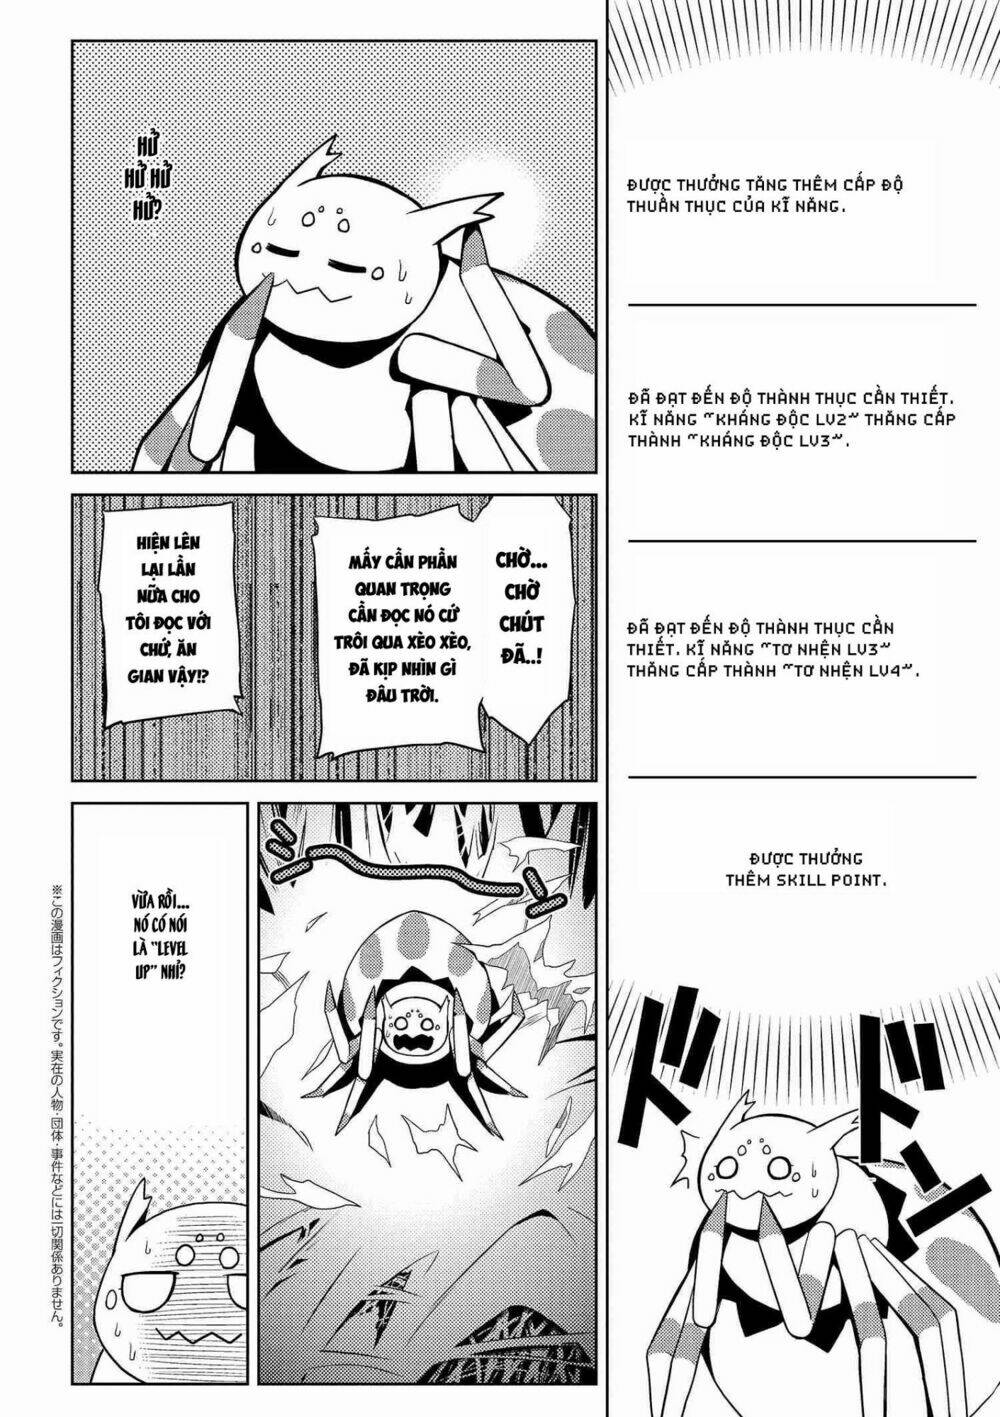 ĐƯỢC THƯỞNG TĂNG THÊM CẤP ĐỘ
THUẦN THỤC CỦA KĨ NĂNG.
ĐÃ ĐẠT ĐẾN ĐỘ THÀNH THỤC CẦN THIẾT.
KĨ NĂNG "KHÁNG ĐỘC LV2" THĂNG CẤP
THÀNH "KHÁNG ĐỘC LV3".
ĐÃ ĐẠT ĐẾN ĐỘ THÀNH THỤC CẦN
THIẾT. KĨ NĂNG "TƠ NHỆN LV3"
THĂNG CẤP THÀNH "TƠ NHỆN LV4".
ĐƯỢC THƯỞNG
THÊM SKILL POINT.
ドドン
HỬ
HỬ HỬ
HỬ?
CHỜ...
CHỜ
CHÚT
ĐÃ..!
MẤY CẦN PHẦN
QUAN TRỌNG
CẦN ĐỌC NÓ CỨ
TRÔI QUA XÈO XÈO,
ĐÃ KỊP NHÌN GÌ
ĐÂU TRỜI.
HIỆN LÊN
LẠI LẦN
NỮA CHO
TÔI ĐỌC VỚI
CHỨ, ĂN
GIAN VẬY!?
VỪA RỒI...
NÓ CÓ NÓI
LÀ "LEVEL
UP" NHỈ?
※この漫画はフィクションです。実在の人物・団体・事件などには一切関係ありません。